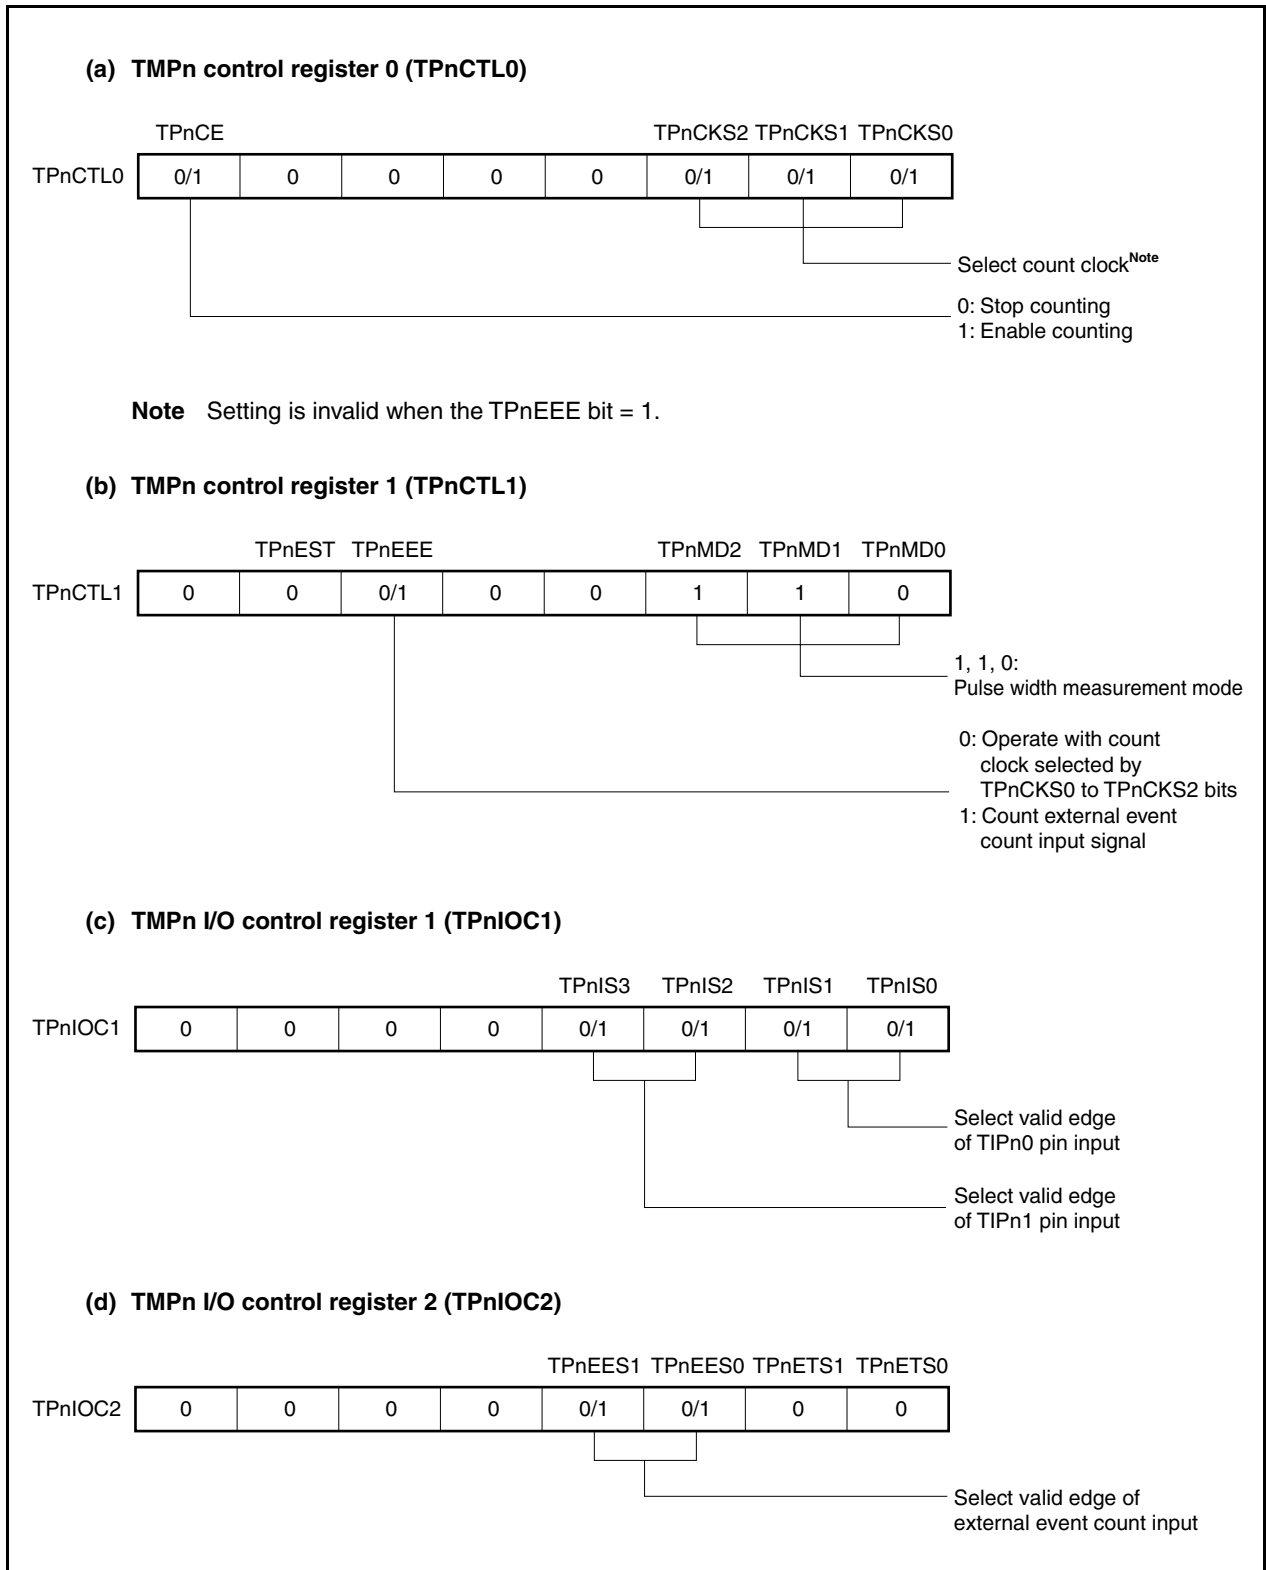 (a) TMPn control register 0 (TPnCTL0)
TPnCE TPnCKS2 TPnCKS1 TPnCKS0
TPnCTL0 0/1 0 0 0 0 0/1 0/1 0/1
Select count clockNote
0: Stop counting
1: Enable counting
Note Setting is invalid when the TPnEEE bit = 1.
(b) TMPn control register 1 (TPnCTL1)
TPnEST TPnEEE TPnMD2 TPnMD1 TPnMD0
TPnCTL1 0 0 0/1 0 0 1 1 0
1, 1, 0:
Pulse width measurement mode
0: Operate with count
clock selected by
TPnCKS0 to TPnCKS2 bits
1: Count external event
count input signal
(c) TMPn I/O control register 1 (TPnIOC1)
TPnIS3 TPnIS2 TPnIS1 TPnIS0
TPnIOC1 0 0 0 0 0/1 0/1 0/1 0/1
Select valid edge
of TIPn0 pin input
Select valid edge
of TIPn1 pin input
(d) TMPn I/O control register 2 (TPnIOC2)
TPnEES1 TPnEES0 TPnETS1 TPnETS0
TPnIOC2 0 0 0 0 0/1 0/1 0 0
Select valid edge of
external event count input